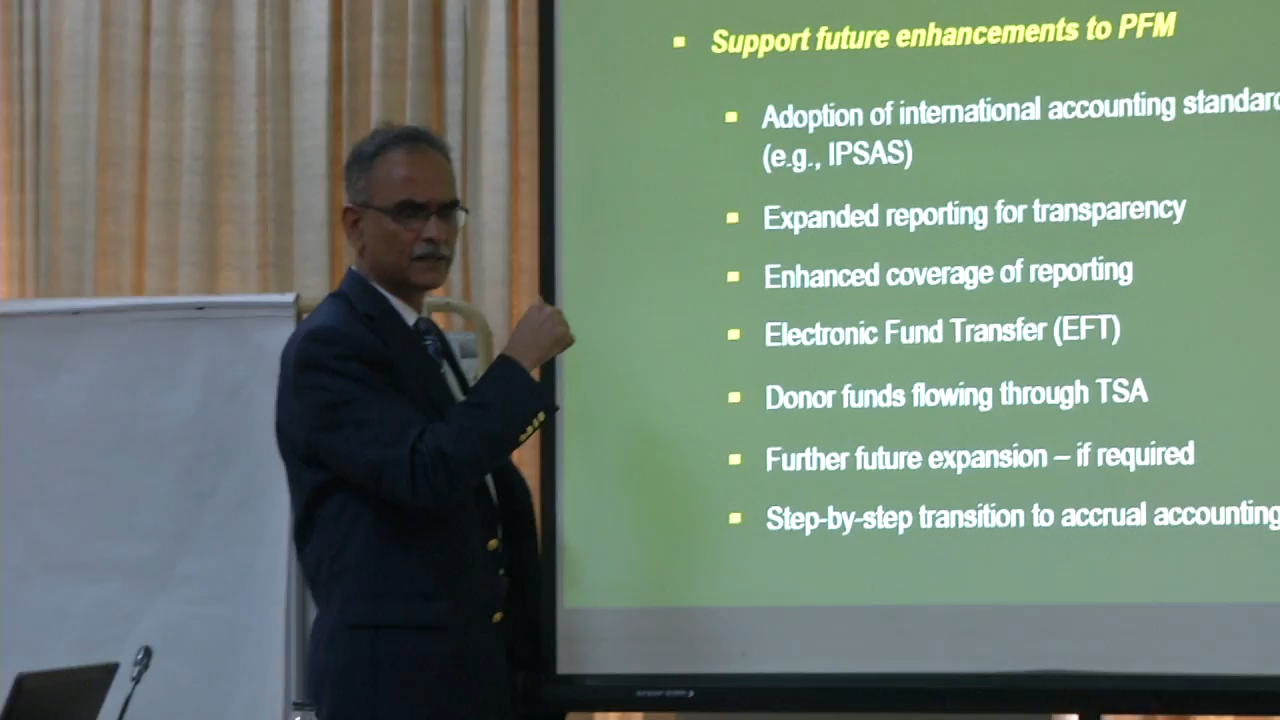 Support future enhancements to PFM
Adoption of international accounting standard
(e.g., IPSAS)
Expanded reporting for transparency
Enhanced coverage of reporting
Electronic Fund Transfer (EFT)
Donor funds flowing through TSA
Further future expansion – if required
Step-by-step transition to accrual accounting